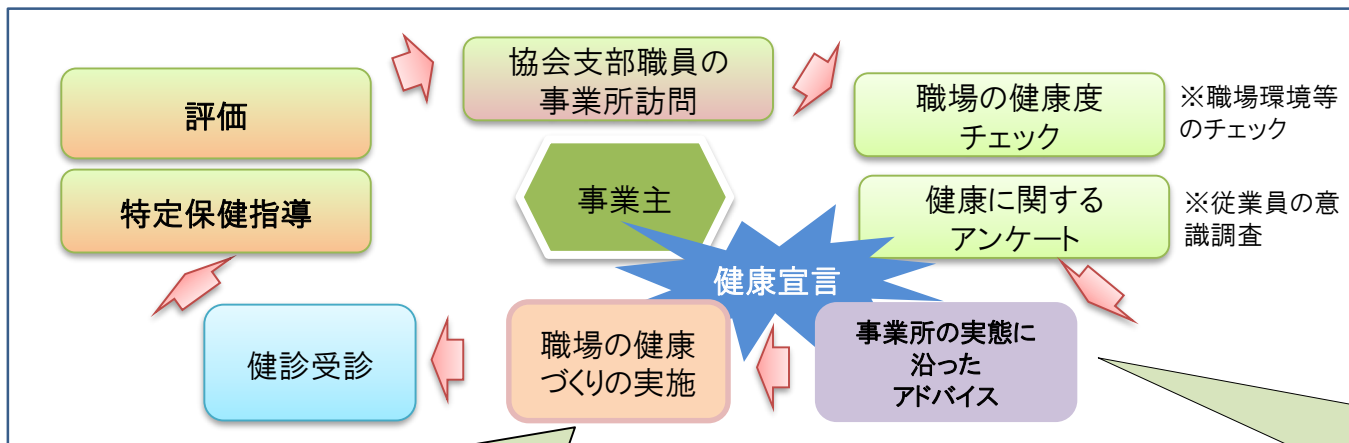 協会支部職員の
事業所訪問
職場の健康度
チェック
※職場環境等
のチェック
健康に関する
アンケート
※従業員の意
識調査
事業所の実態に
沿った
アドバイス
職場の健康
づくりの実施
健診受診
特定保健指導
評価
事業主
健康宣言